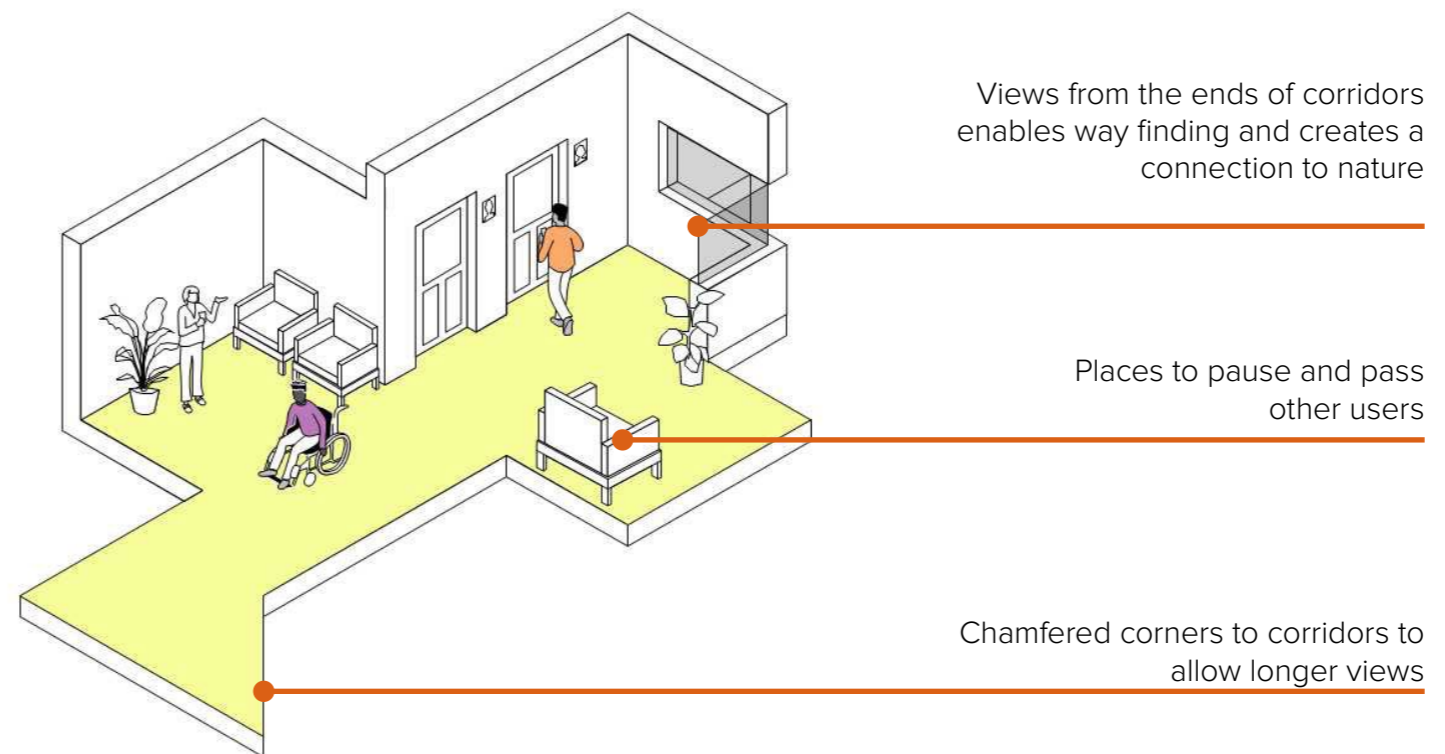 Views from the ends of corridors
enables way finding and creates a
connection to nature
Places to pause and pass
other users
Chamfered corners to corridors to
allow longer views